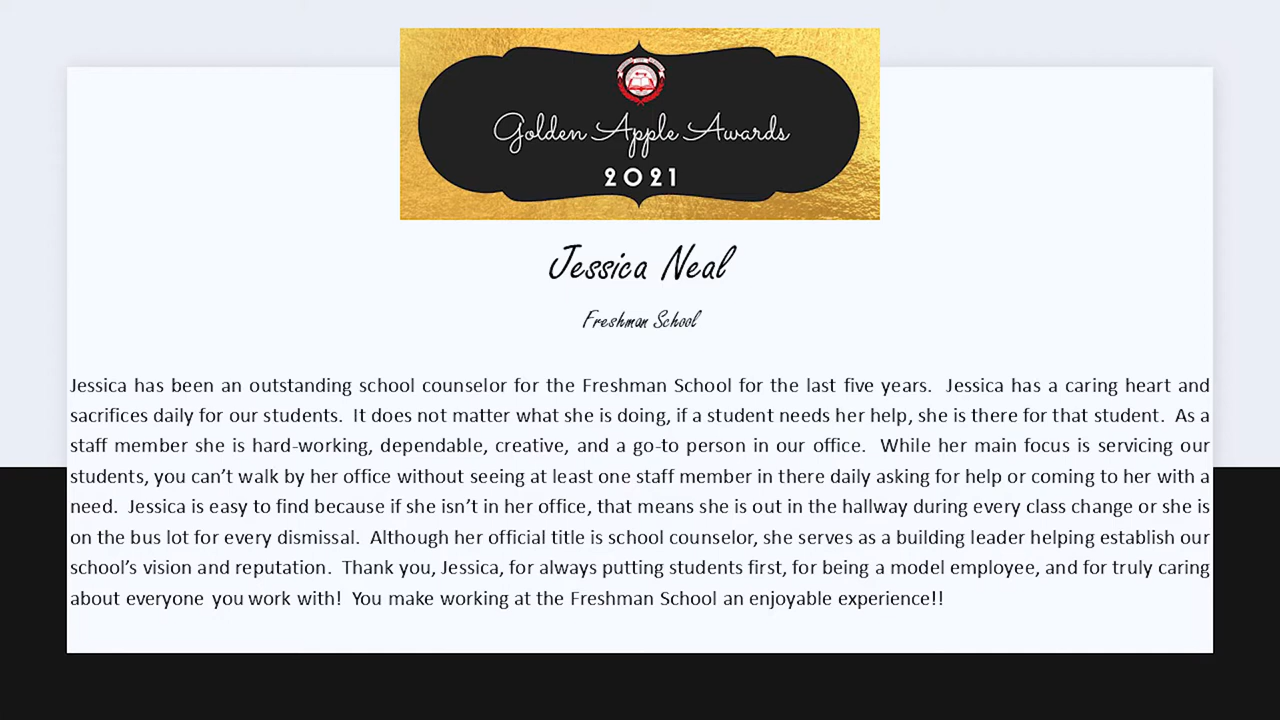 Golden Apple Awards
2021
Jessica Neal
Freshman School
Jessica has been an outstanding school counselor for the Freshman School for the last five years. Jessica has a caring heart and
sacrifices daily for our students. It does not matter what she is doing, if a student needs her help, she is there for that student. As a
staff member she is hard-working, dependable, creative, and a go-to person in our office. While her main focus is servicing our
students, you can’t walk by her office without seeing at least one staff member in there daily asking for help or coming to her with a
need. Jessica is easy to find because if she isn’t in her office, that means she is out in the hallway during every class change or she is
on the bus lot for every dismissal. Although her official title is school counselor, she serves as a building leader helping establish our
school’s vision and reputation. Thank you, Jessica, for always putting students first, for being a model employee, and for truly caring
about everyone you work with! You make working at the Freshman School an enjoyable experience!!